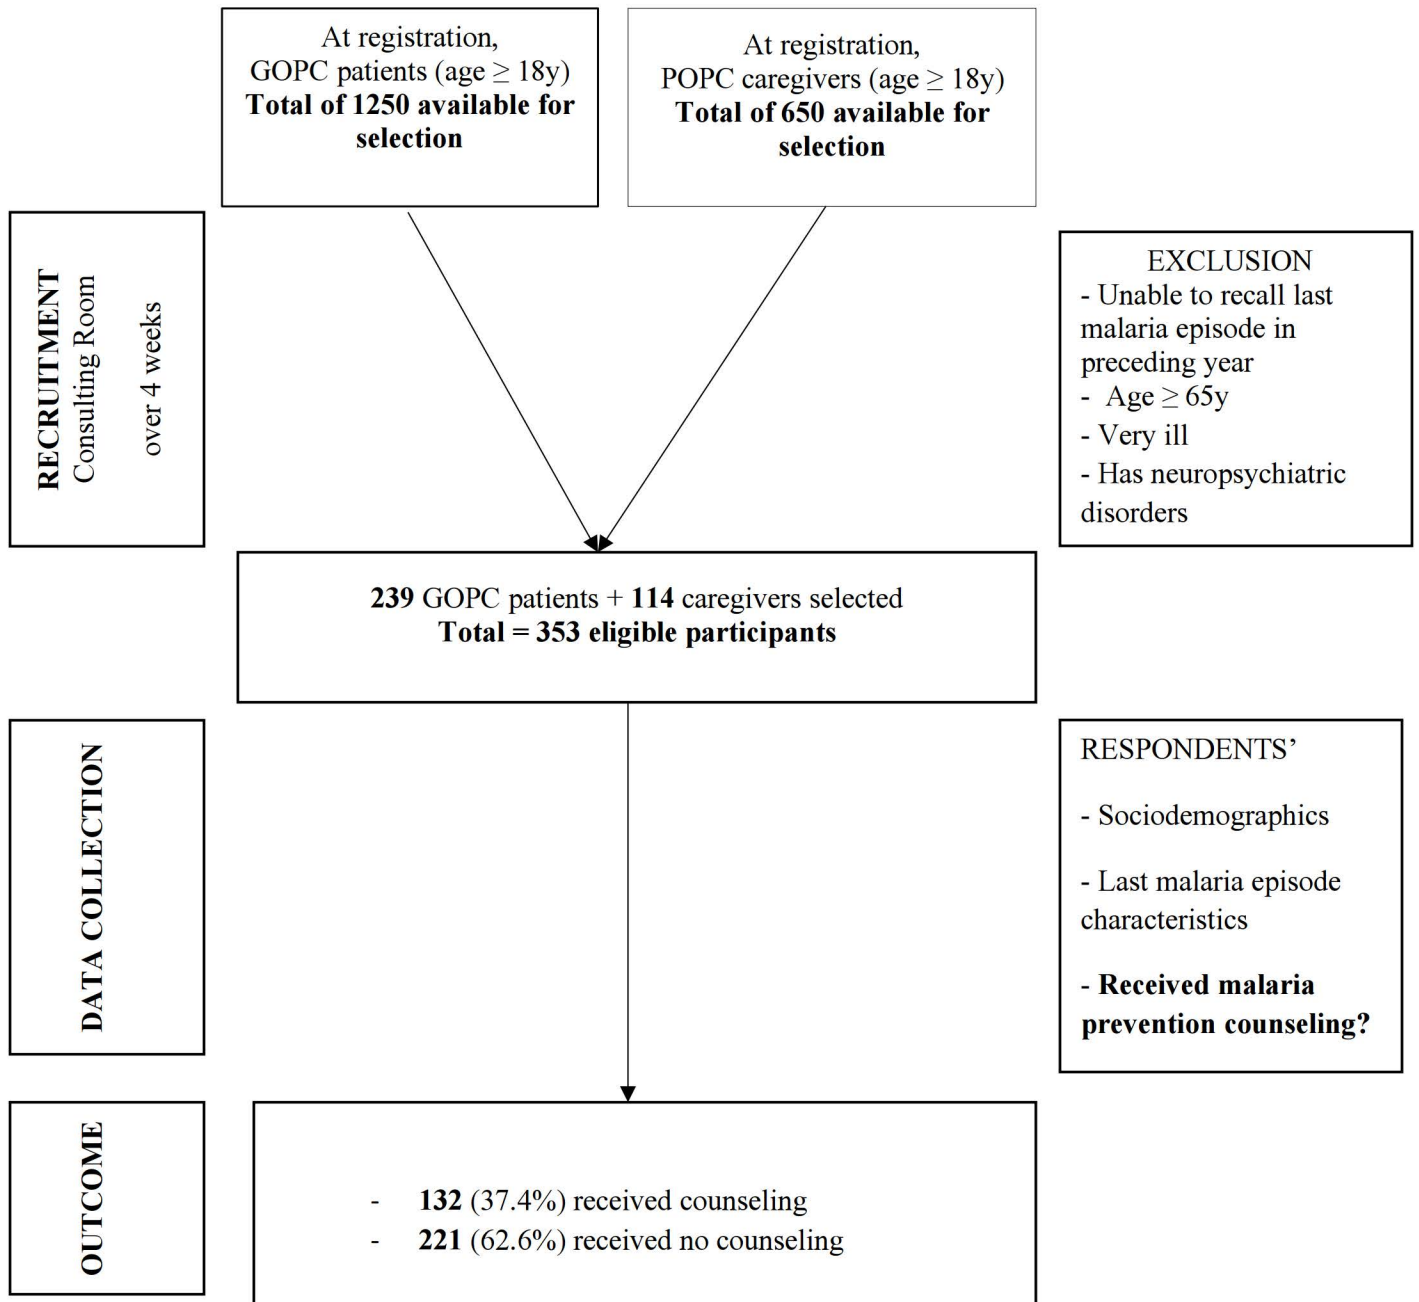 At registration,
GOPC patients (age ≥ 18y)
Total of 1250 available for
selection
At registration,
POPC caregivers (age ≥ 18y)
Total of 650 available for
selection
RECRUITMENT
Consulting Room
over 4 weeks
EXCLUSION
- Unable to recall last
malaria episode in
preceding year
- Age ≥ 65y
- Very ill
- Has neuropsychiatric
disorders
239 GOPC patients + 114 caregivers selected
Total = 353 eligible participants
DATA COLLECTION
RESPONDENTS’
- Sociodemographics
- Last malaria episode
characteristics
- Received malaria
prevention counseling?
OUTCOME
- 132 (37.4%) received counseling
- 221 (62.6%) received no counseling